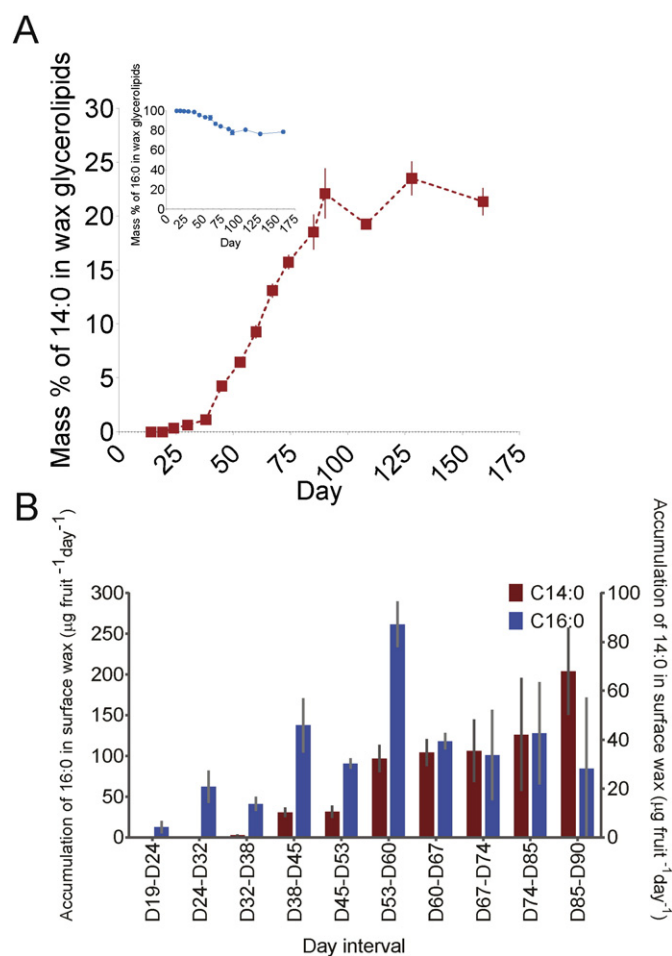 A
Mass % of 14:0 in wax glycerolipids
30
25
20
15
10
5
0
0 25 50 75 100 125 150 175
Day
Mass % of 16:0 in wax glycerolipids
100
80
60
40
20
0
0 25 50 75 100 125 150 175
Day
B
Accumulation of 16:0 in surface wax (µg fruit -1 day-1)
300
250
200
150
100
50
0
C14:0
C16:0
100
80
60
40
20
0
Accumulation of 14:0 in surface wax (µg fruit -1day-1)
D19-D24
D24-D32
D32-D38
D38-D45
D45-D53
D53-D60
D60-D67
D67-D74
D74-D85
D85-D90
Day interval